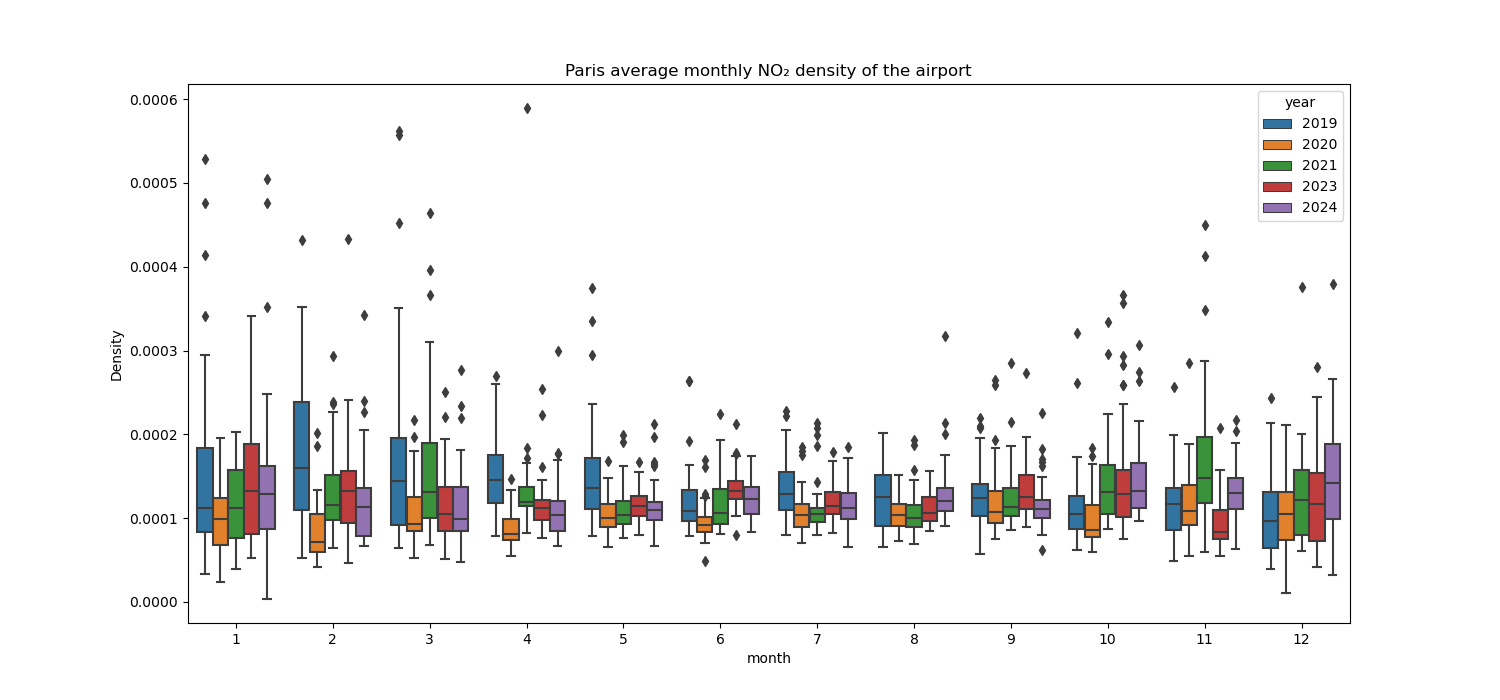 Paris average monthly NO₂ density of the airport
year
2019
2020
2021
2023
2024
Density
0.0006
0.0005
0.0004
0.0003
0.0002
0.0001
0.0000
1 2 3 4 5 6 7 8 9 10 11 12
month